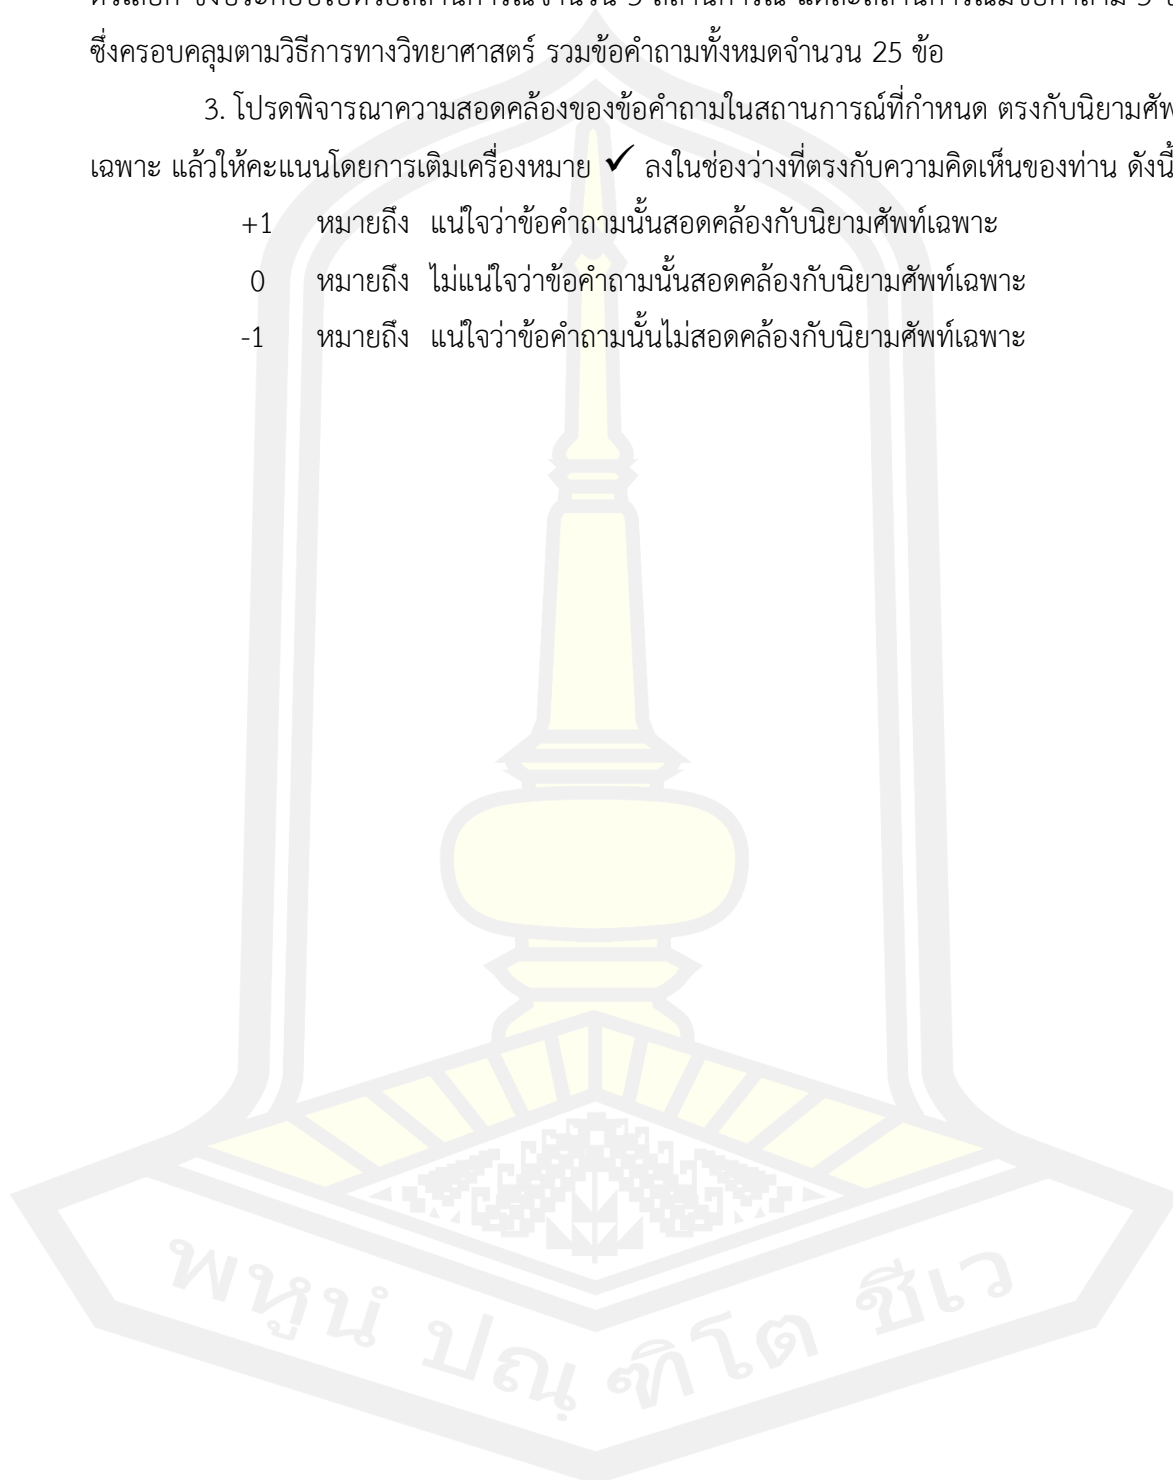 ซึ่งครอบคลุมตามวิธีการทางวิทยาศาสตร์ รวมข้อคำถามทั้งหมดจำนวน 25 ข้อ
3. โปรดพิจารณาความสอดคล้องของข้อคำถามในสถานการณ์ที่กำหนด ตรงกับนิยามศัพ
เฉพาะ แล้วให้คะแนนโดยการเติมเครื่องหมาย ✓ ลงในช่องว่างที่ตรงกับความคิดเห็นของท่าน ดังนี้
+1 หมายถึง แน่ใจว่าข้อคำถามนั้นสอดคล้องกับนิยามศัพท์เฉพาะ
0 หมายถึง ไม่แน่ใจว่าข้อคำถามนั้นสอดคล้องกับนิยามศัพท์เฉพาะ
-1 หมายถึง แน่ใจว่าข้อคำถามนั้นไม่สอดคล้องกับนิยามศัพท์เฉพาะ
พหูนํ ปณฺฑิโต ชีเว